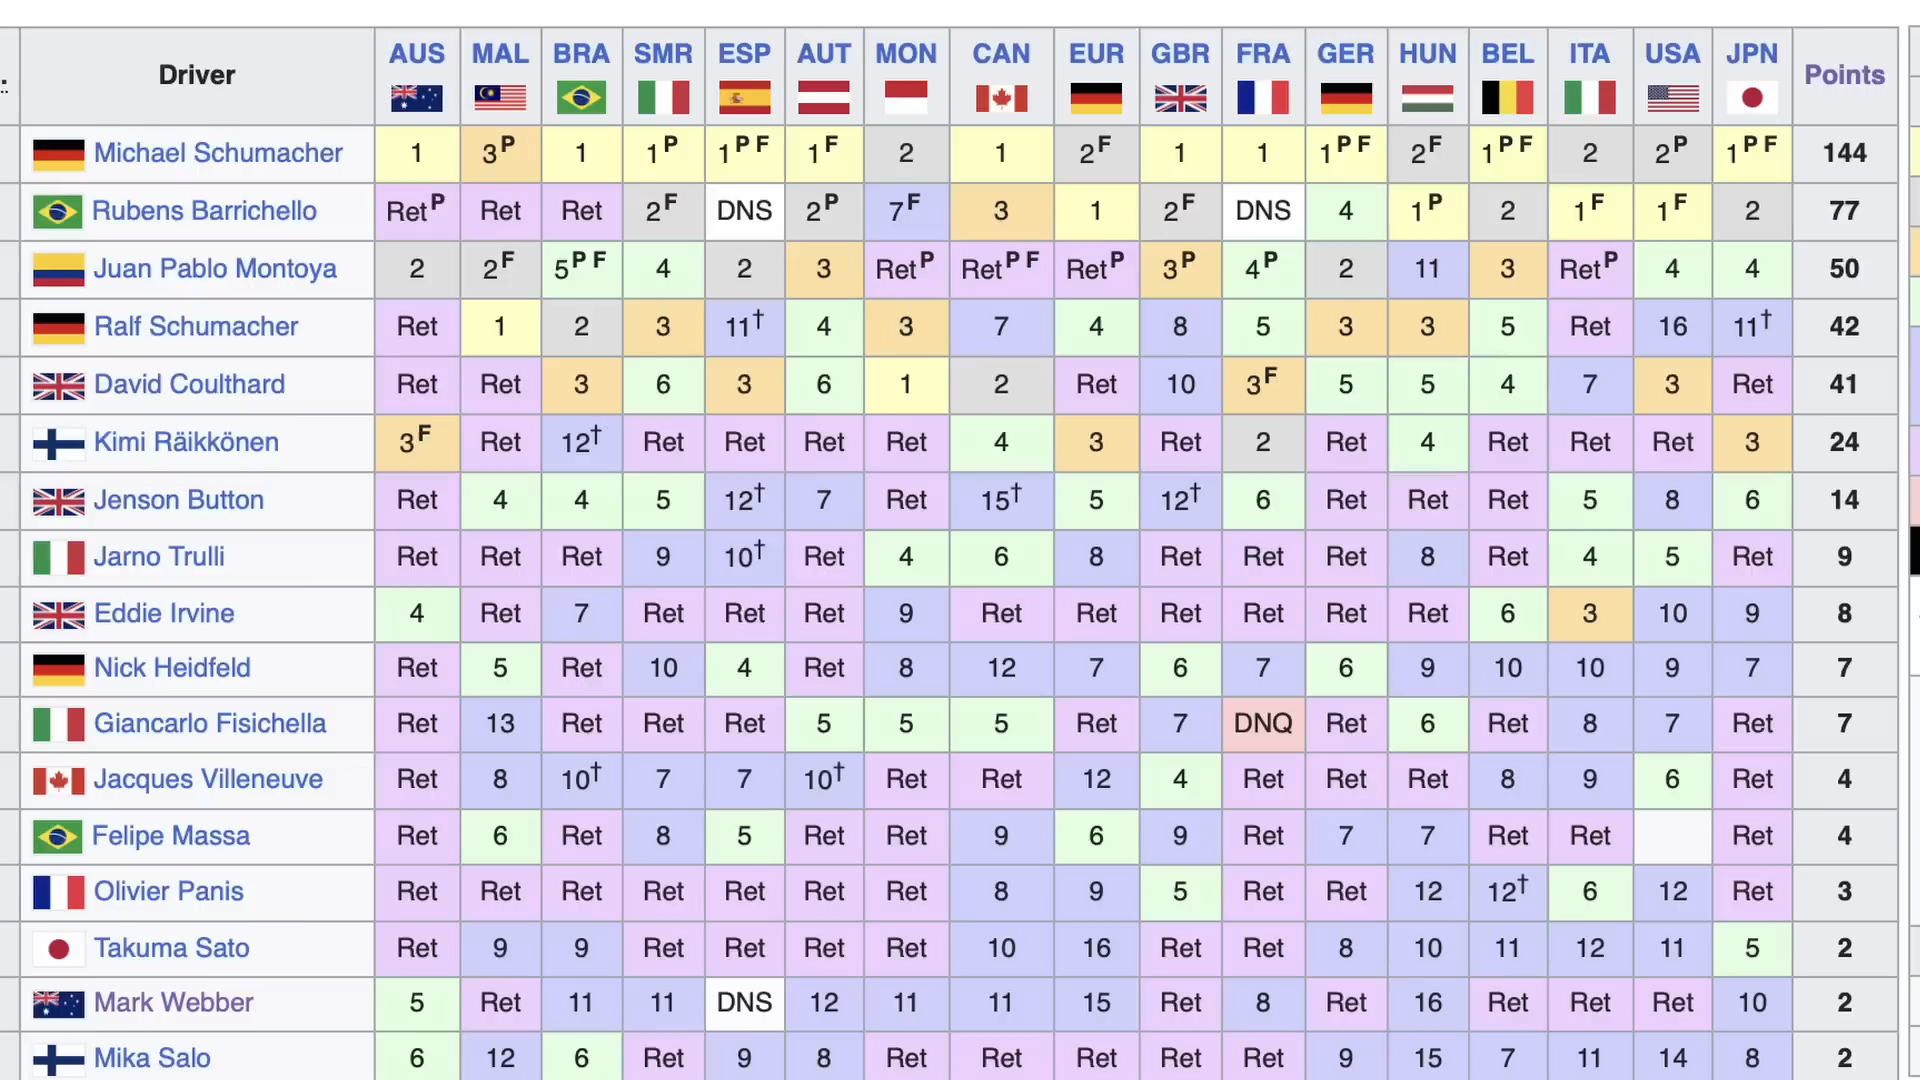 Driver AUS MAL BRA SMR ESP AUT MON CAN EUR GBR FRA GER HUN BEL ITA USA JPN Points
Michael Schumacher 1 3P 1 1P 1P F 1F 2 1 2F 1 1 1P F 2F 1P F 2 2P 1P F 144
Rubens Barrichello RetP Ret Ret 2F DNS 2P 7F 3 1 2F DNS 4 1P 2 1F 1F 2 77
Juan Pablo Montoya 2 2F 5P F 4 2 3 RetP RetP F RetP 3P 4P 2 11 3 RetP 4 4 50
Ralf Schumacher Ret 1 2 3 11† 4 3 7 4 8 5 3 3 5 Ret 16 11† 42
David Coulthard Ret Ret 3 6 3 6 1 2 Ret 10 3F 5 5 4 7 3 Ret 41
Kimi Räikkönen 3F Ret 12† Ret Ret Ret Ret 4 3 Ret 2 Ret 4 Ret Ret Ret 3 24
Jenson Button Ret 4 4 5 12† 7 Ret 15† 5 12† 6 Ret Ret Ret 5 8 6 14
Jarno Trulli Ret Ret Ret 9 10† Ret 4 6 8 Ret Ret Ret 8 Ret 4 5 Ret 9
Eddie Irvine 4 Ret 7 Ret Ret Ret 9 Ret Ret Ret Ret Ret Ret 6 3 10 9 8
Nick Heidfeld Ret 5 Ret 10 4 Ret 8 12 7 6 7 6 9 10 10 9 7 7
Giancarlo Fisichella Ret 13 Ret Ret Ret 5 5 5 Ret 7 DNQ Ret 6 Ret 8 7 Ret 7
Jacques Villeneuve Ret 8 10† 7 7 10† Ret Ret 12 4 Ret Ret Ret 8 9 6 Ret 4
Felipe Massa Ret 6 Ret 8 5 Ret Ret 9 6 9 Ret 7 7 Ret Ret Ret 4
Olivier Panis Ret Ret Ret Ret Ret Ret Ret 8 9 5 Ret Ret 12 12† 6 12 Ret 3
Takuma Sato Ret 9 9 Ret Ret Ret Ret 10 16 Ret Ret 8 10 11 12 11 5 2
Mark Webber 5 Ret 11 11 DNS 12 11 11 15 Ret 8 Ret 16 Ret Ret Ret 10 2
Mika Salo 6 12 6 Ret 9 8 Ret Ret Ret Ret Ret 9 15 7 11 14 8 2